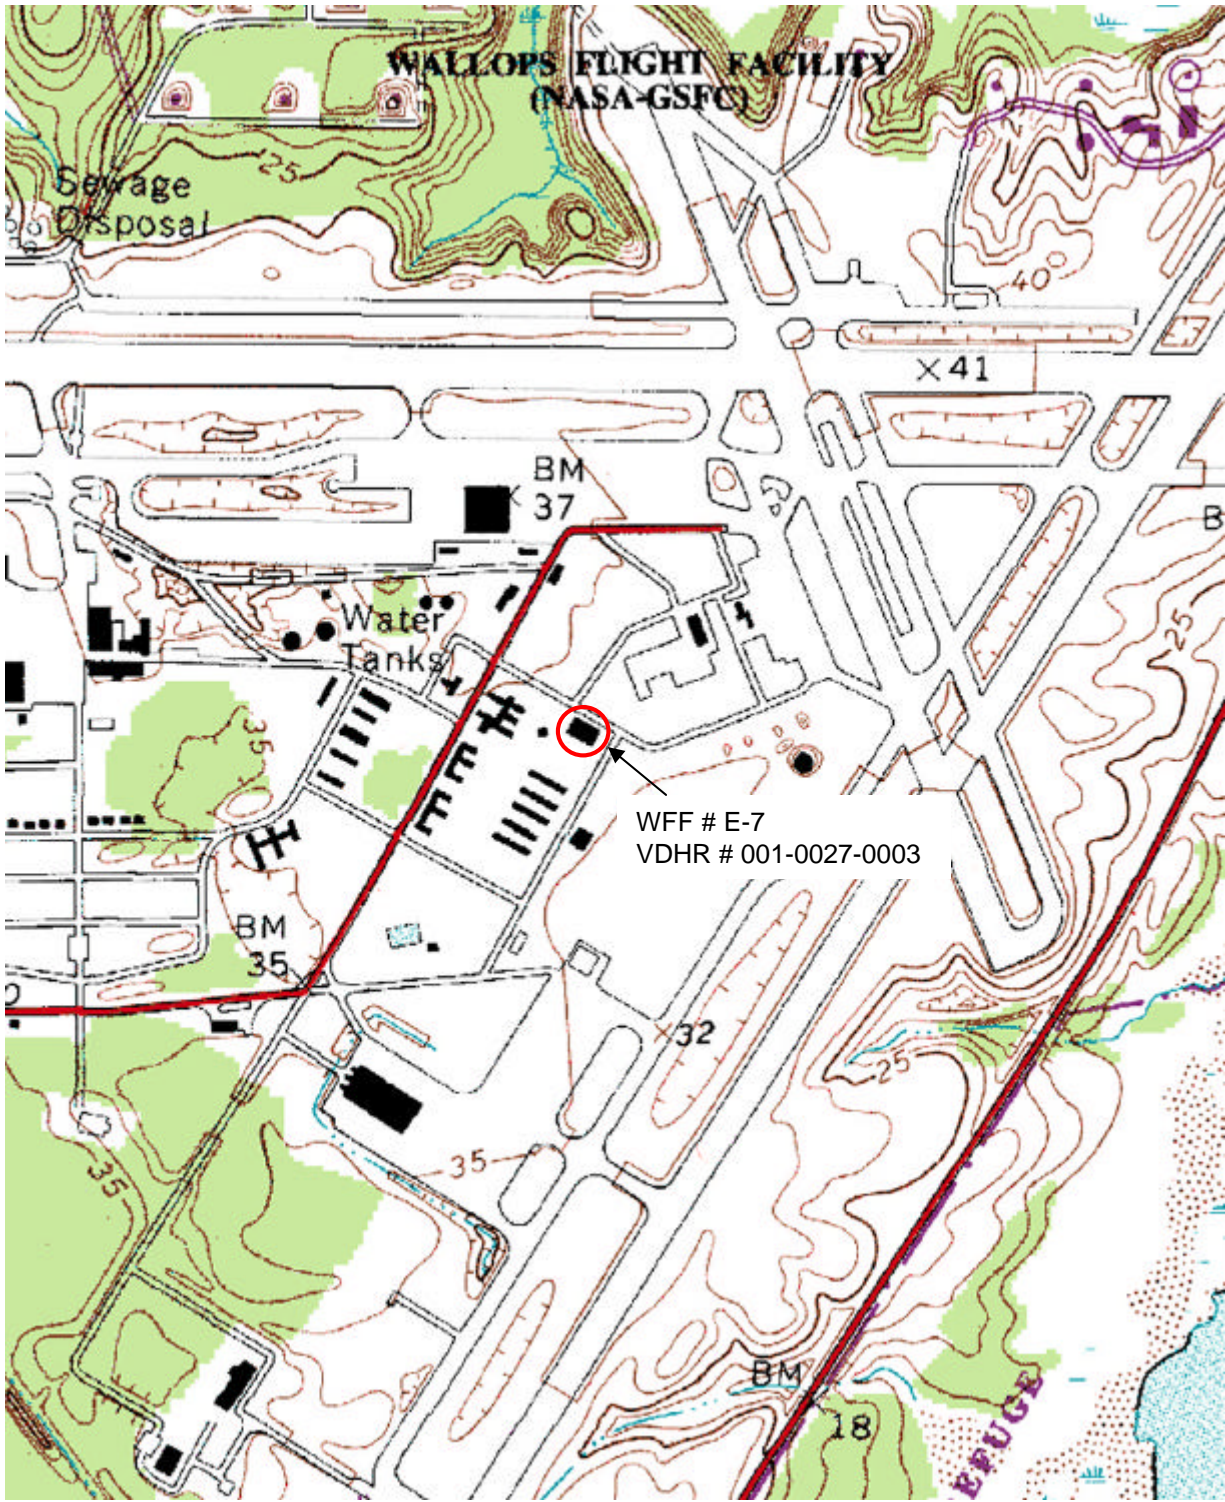 WALLOPS FLIGHT FACILITY
(NASA-GSFC)
25
Sewage
Disposal
40
×41
BM
×37
B
Water
Tanks
25
35
WFF # E-7
VDHR # 001-0027-0003
BM
35
×32
25
35
35
BM
18
EFUGE